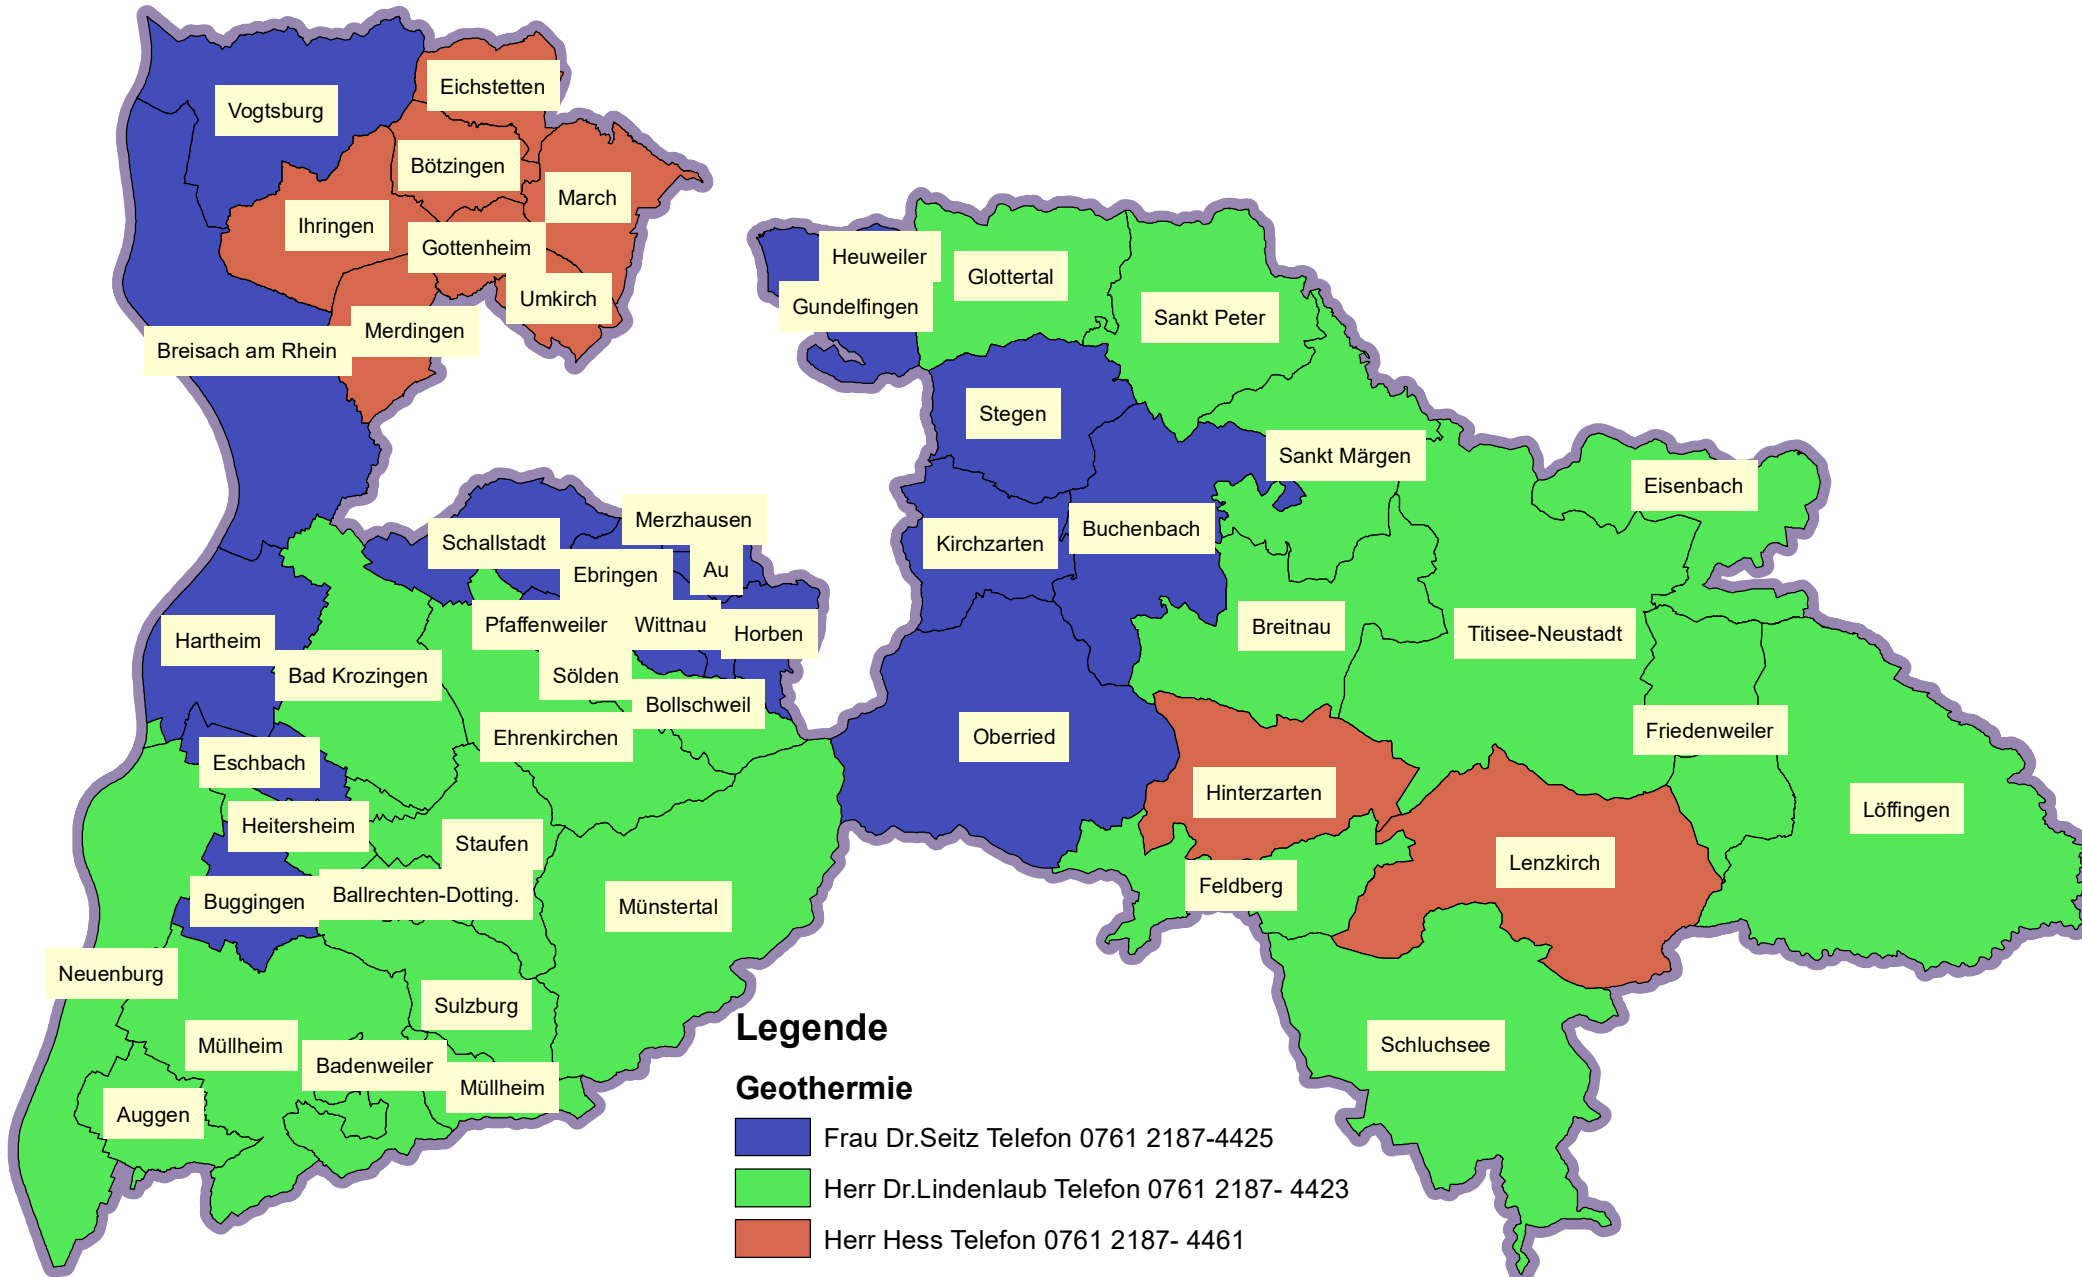 Eichstetten
Vogtsburg
Bötzingen
March
Ihringen
Gottenheim
Heuweiler
Glottertal
Umkirch
Gundelfingen
Sankt Peter
Merdingen
Breisach am Rhein
Stegen
Sankt Märgen
Eisenbach
Merzhausen
Schallstadt
Buchenbach
Kirchzarten
Au
Ebringen
Pfaffenweiler
Wittnau
Horben
Breitnau
Titisee-Neustadt
Hartheim
Bad Krozingen
Sölden
Bollschweil
Ehrenkirchen
Oberried
Friedenweiler
Eschbach
Hinterzarten
Löffingen
Heitersheim
Staufen
Lenzkirch
Feldberg
Ballrechten-Dotting.
Buggingen
Münstertal
Neuenburg
Sulzburg
Müllheim
Schluchsee
Badenweiler
Müllheim
Auggen
Legende
Geothermie
Frau Dr.Seitz Telefon 0761 2187-4425
Herr Dr.Lindenlaub Telefon 0761 2187- 4423
Herr Hess Telefon 0761 2187- 4461